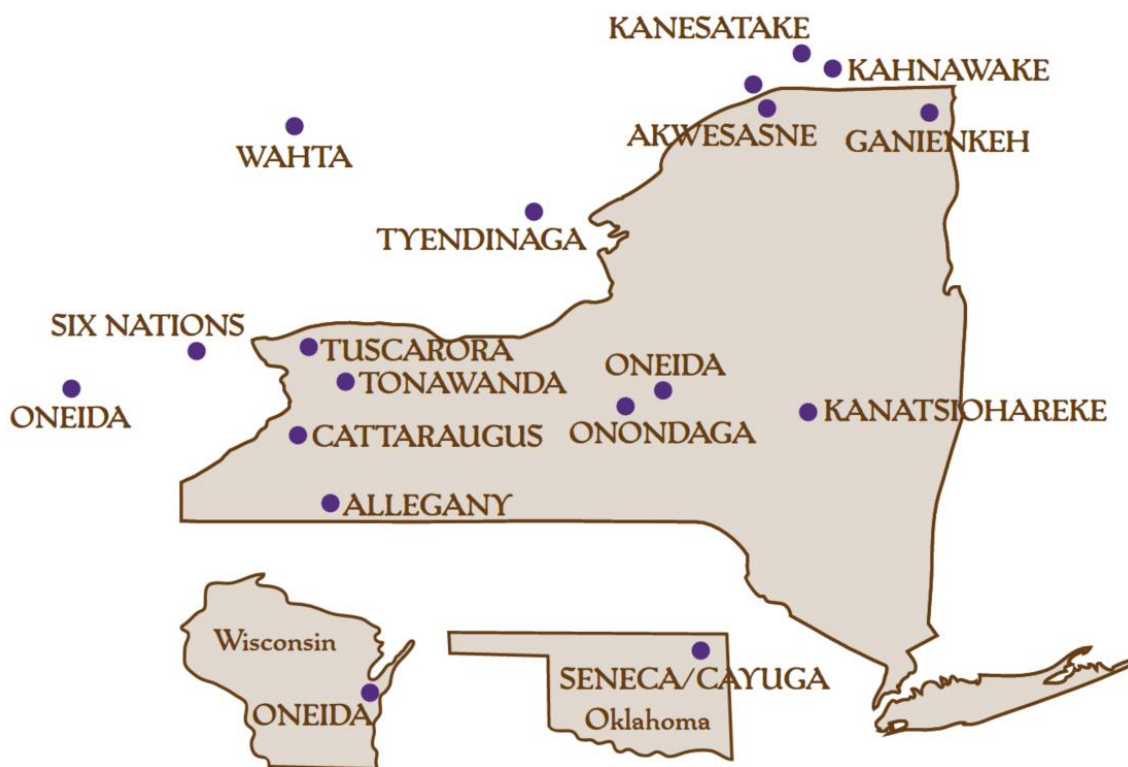 KANESATAKE
KAHNAWAKE
AKWESASNE
GANIENKEH
WAHTA
TYENDINAGA
SIX NATIONS
TUSCARORA
ONEIDA
TONAWANDA
ONEIDA
KANATSIOHAREKE
ONONDAGA
CATTARAUGUS
ALLEGANY
Wisconsin
ONEIDA
SENECA/CAYUGA
Oklahoma